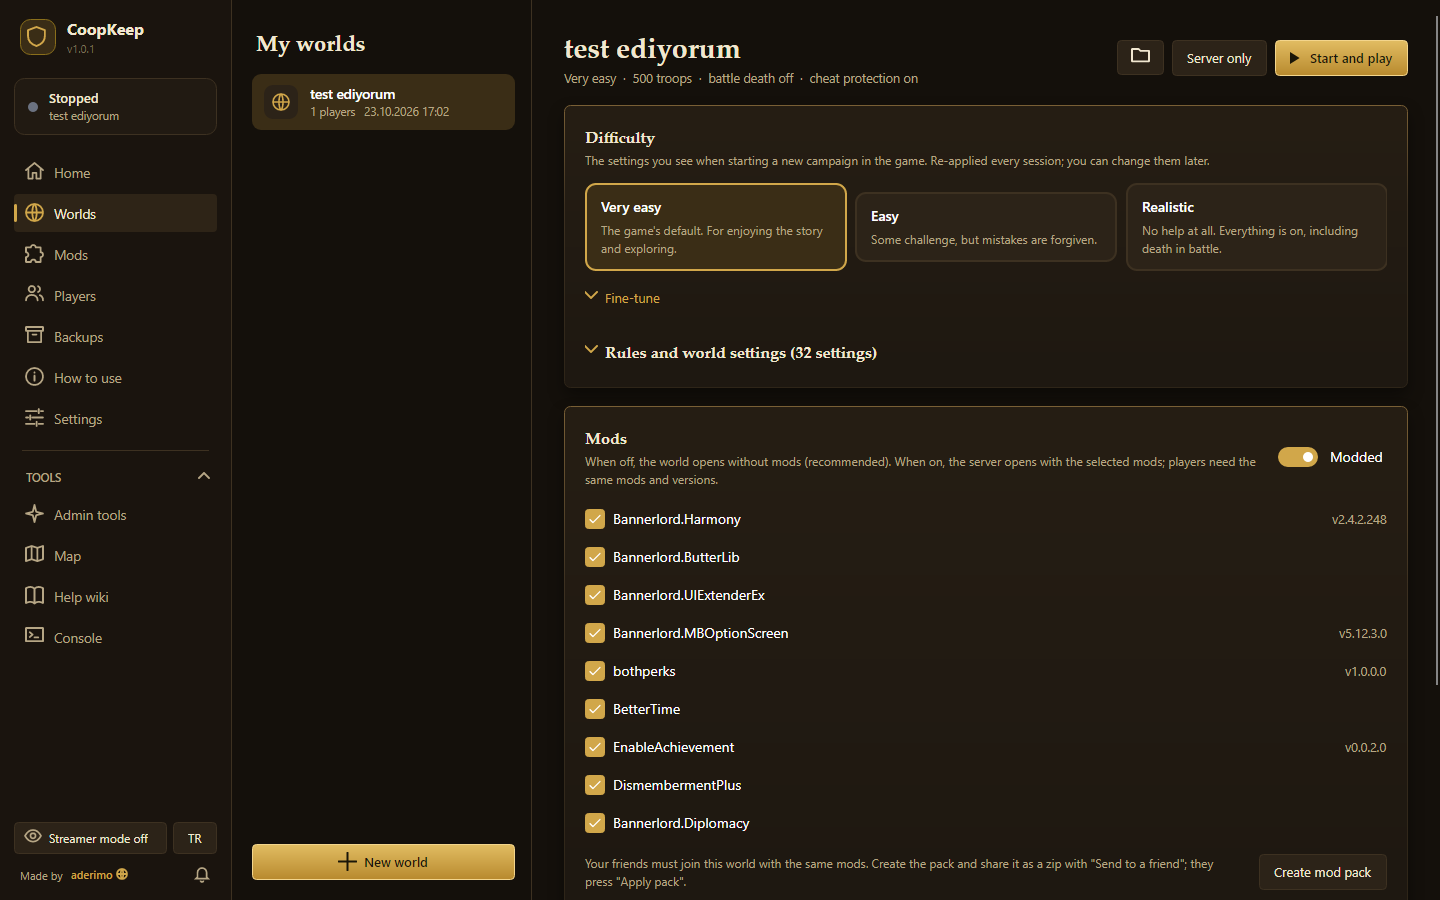 CoopKeep
v1.0.1
Stopped
test ediyorum
Home
Worlds
Mods
Players
Backups
How to use
Settings
TOOLS
Admin tools
Map
Help wiki
Console
Streamer mode off
TR
Made by aderimo
My worlds
test ediyorum
1 players 23.10.2026 17:02
New world
test ediyorum
Very easy · 500 troops · battle death off · cheat protection on
Server only
Start and play
Difficulty
The settings you see when starting a new campaign in the game. Re-applied every session; you can change them later.
Very easy
The game's default. For enjoying the story
and exploring.
Easy
Some challenge, but mistakes are forgiven.
Realistic
No help at all. Everything is on, including
death in battle.
Fine-tune
Rules and world settings (32 settings)
Mods
When off, the world opens without mods (recommended). When on, the server opens with the selected mods; players need the
same mods and versions.
Modded
Bannerlord.Harmony v2.4.2.248
Bannerlord.ButterLib
Bannerlord.UIExtenderEx
Bannerlord.MBOptionScreen v5.12.3.0
bothperks v1.0.0.0
BetterTime
EnableAchievement v0.0.2.0
DismembermentPlus
Bannerlord.Diplomacy
Your friends must join this world with the same mods. Create the pack and share it as a zip with "Send to a friend"; they
press "Apply pack".
Create mod pack